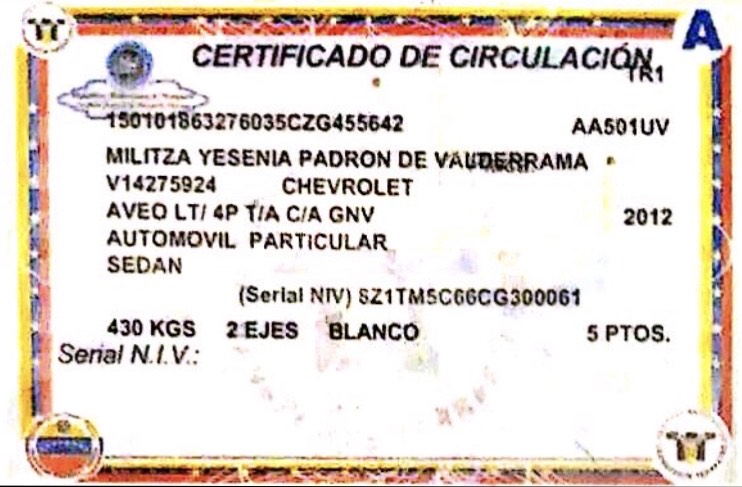 A
CERTIFICADO DE CIRCULACIÓN
TR1
150101863276035CZG455642 AA501UV
MILITZA YESENIA PADRON DE VALDERRAMA
V14275924 CHEVROLET
AVEO LT/ 4P T/A C/A GNV 2012
AUTOMOVIL PARTICULAR
SEDAN
(Serial NIV) 8Z1TM5C66CG300061
430 KGS 2 EJES BLANCO 5 PTOS.
Serial N.I.V.: